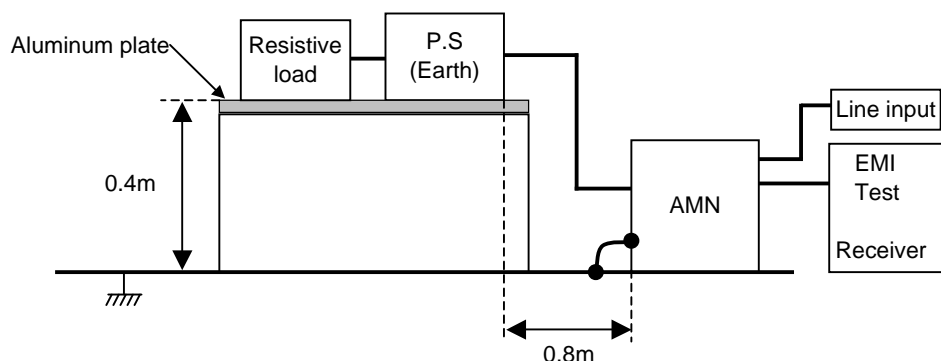 Aluminum plate
Resistive
load
P.S
(Earth)
Line input
0.4m
AMN
EMI
Test
Receiver
0.8m